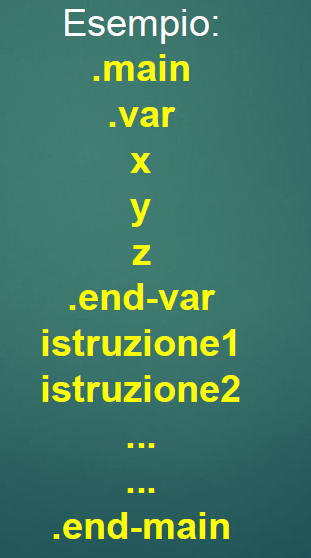 Esempio:
.main
.var
x
y
z
.end-var
istruzione1
istruzione2
...
...
.end-main